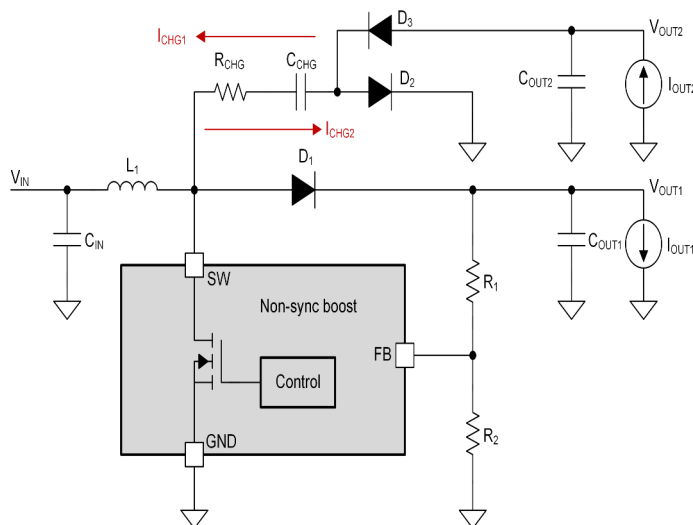 D3
VOUT2
ICHG1
RCHG
CCHG
D2
COUT2
IOUT2
ICHG2
VIN
L1
D1
VOUT1
CIN
COUT1
IOUT1
SW
R1
Non-sync boost
FB
Control
GND
R2